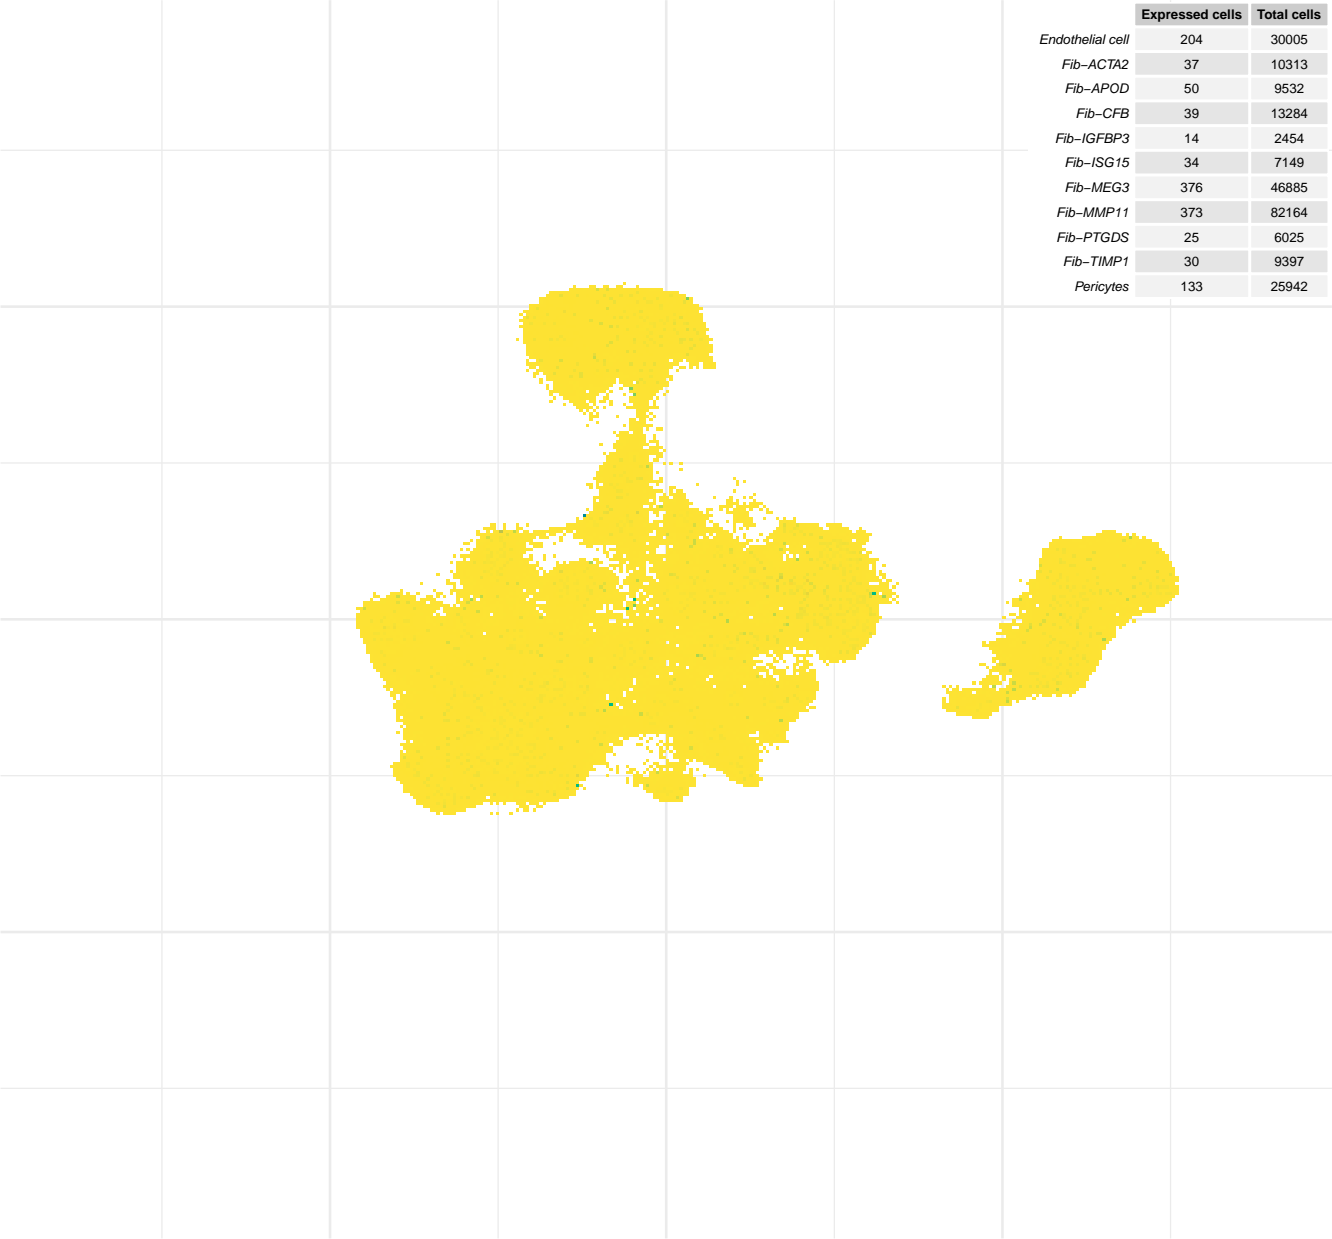 Expressed cells Total cells
Endothelial cell 204 30005
Fib−ACTA2 37 10313
Fib−APOD 50 9532
Fib−CFB 39 13284
Fib−IGFBP3 14 2454
Fib−ISG15 34 7149
Fib−MEG3 376 46885
Fib−MMP11 373 82164
Fib−PTGDS 25 6025
Fib−TIMP1 30 9397
Pericytes 133 25942